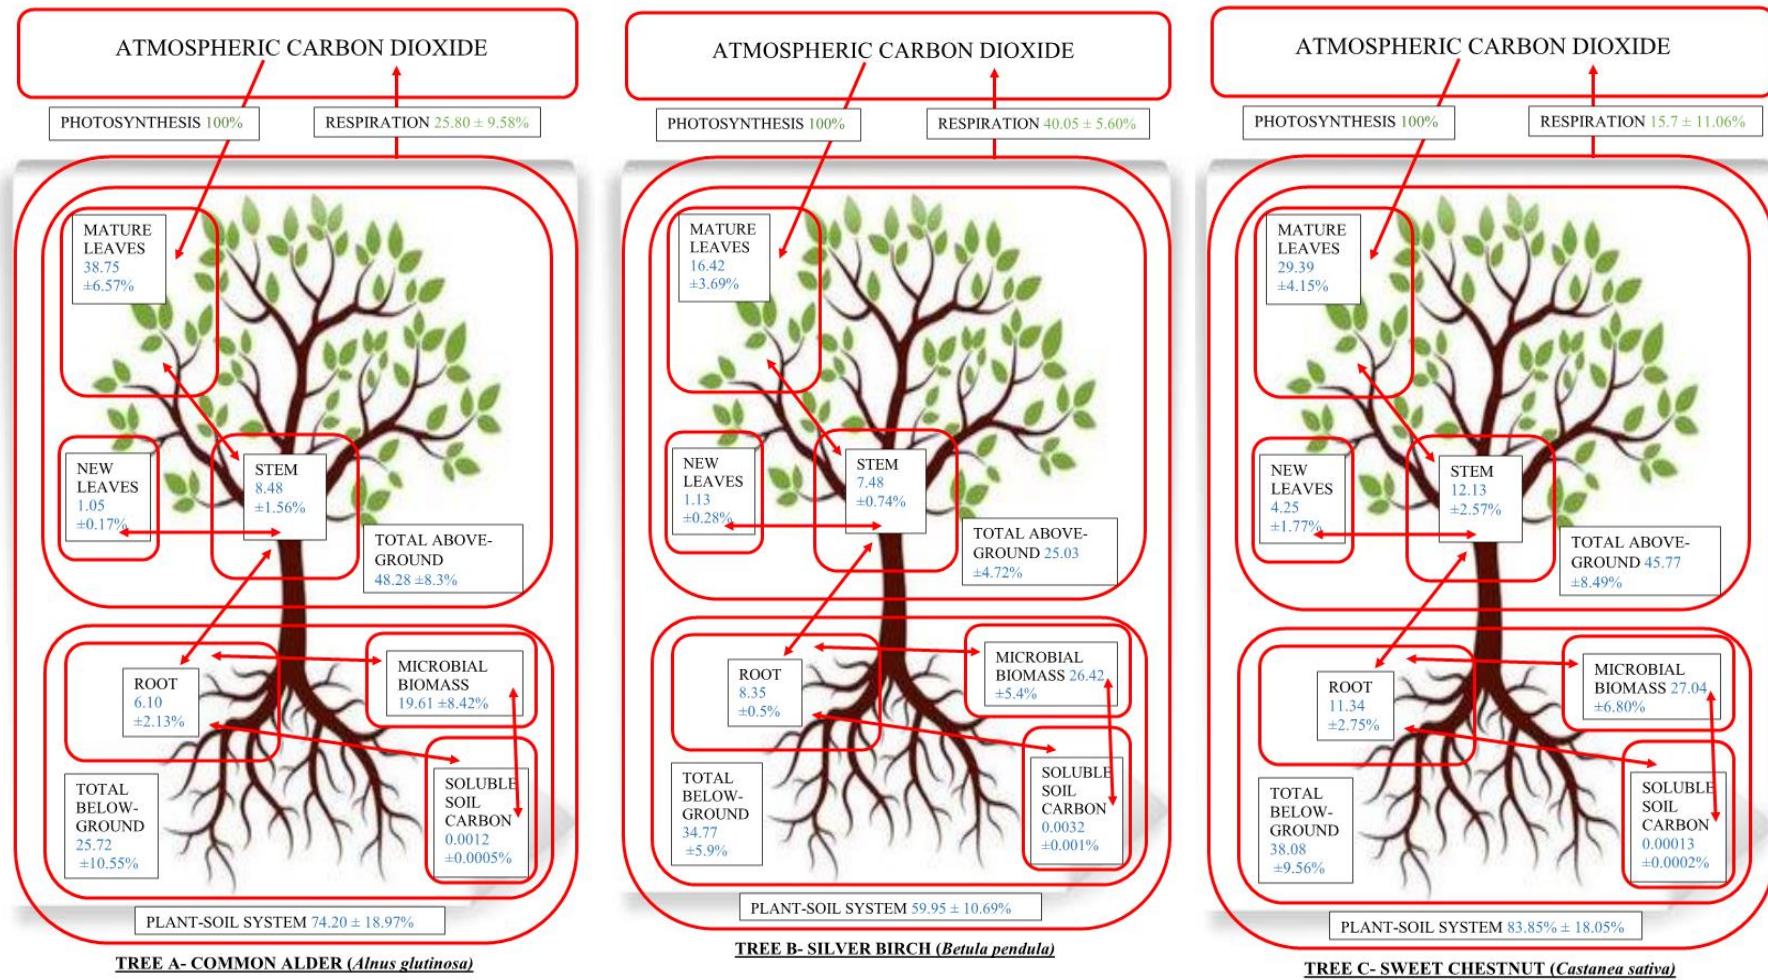 ATMOSPHERIC CARBON DIOXIDE
PHOTOSYNTHESIS 100%
RESPIRATION 25.80 ± 9.58%
MATURE
LEAVES
38.75
±6.57%
NEW
LEAVES
1.05
±0.17%
STEM
8.48
±1.56%
TOTAL ABOVE-
GROUND
48.28 ±8.3%
ROOT
6.10
±2.13%
MICROBIAL
BIOMASS
19.61 ±8.42%
TOTAL
BELOW-
GROUND
25.72
±10.55%
SOLUBLE
SOIL
CARBON
0.0012
±0.0005%
PLANT-SOIL SYSTEM 74.20 ± 18.97%
TREE A- COMMON ALDER (Alnus glutinosa)
ATMOSPHERIC CARBON DIOXIDE
PHOTOSYNTHESIS 100%
RESPIRATION 40.05 ± 5.60%
MATURE
LEAVES
16.42
±3.69%
NEW
LEAVES
1.13
±0.28%
STEM
7.48
±0.74%
TOTAL ABOVE-
GROUND 25.03
±4.72%
ROOT
8.35
±0.5%
MICROBIAL
BIOMASS 26.42
±5.4%
TOTAL
BELOW-
GROUND
34.77
±5.9%
SOLUBLE
SOIL
CARBON
0.0032
±0.001%
PLANT-SOIL SYSTEM 59.95 ± 10.69%
TREE B- SILVER BIRCH (Betula pendula)
ATMOSPHERIC CARBON DIOXIDE
PHOTOSYNTHESIS 100%
RESPIRATION 15.7 ± 11.06%
MATURE
LEAVES
29.39
±4.15%
NEW
LEAVES
4.25
±1.77%
STEM
12.13
±2.57%
TOTAL ABOVE-
GROUND 45.77
±8.49%
ROOT
11.34
±2.75%
MICROBIAL
BIOMASS 27.04
±6.80%
TOTAL
BELOW-
GROUND
38.08
±9.56%
SOLUBLE
SOIL
CARBON
0.00013
±0.0002%
PLANT-SOIL SYSTEM 83.85% ± 18.05%
TREE C- SWEET CHESTNUT (Castanea sativa)